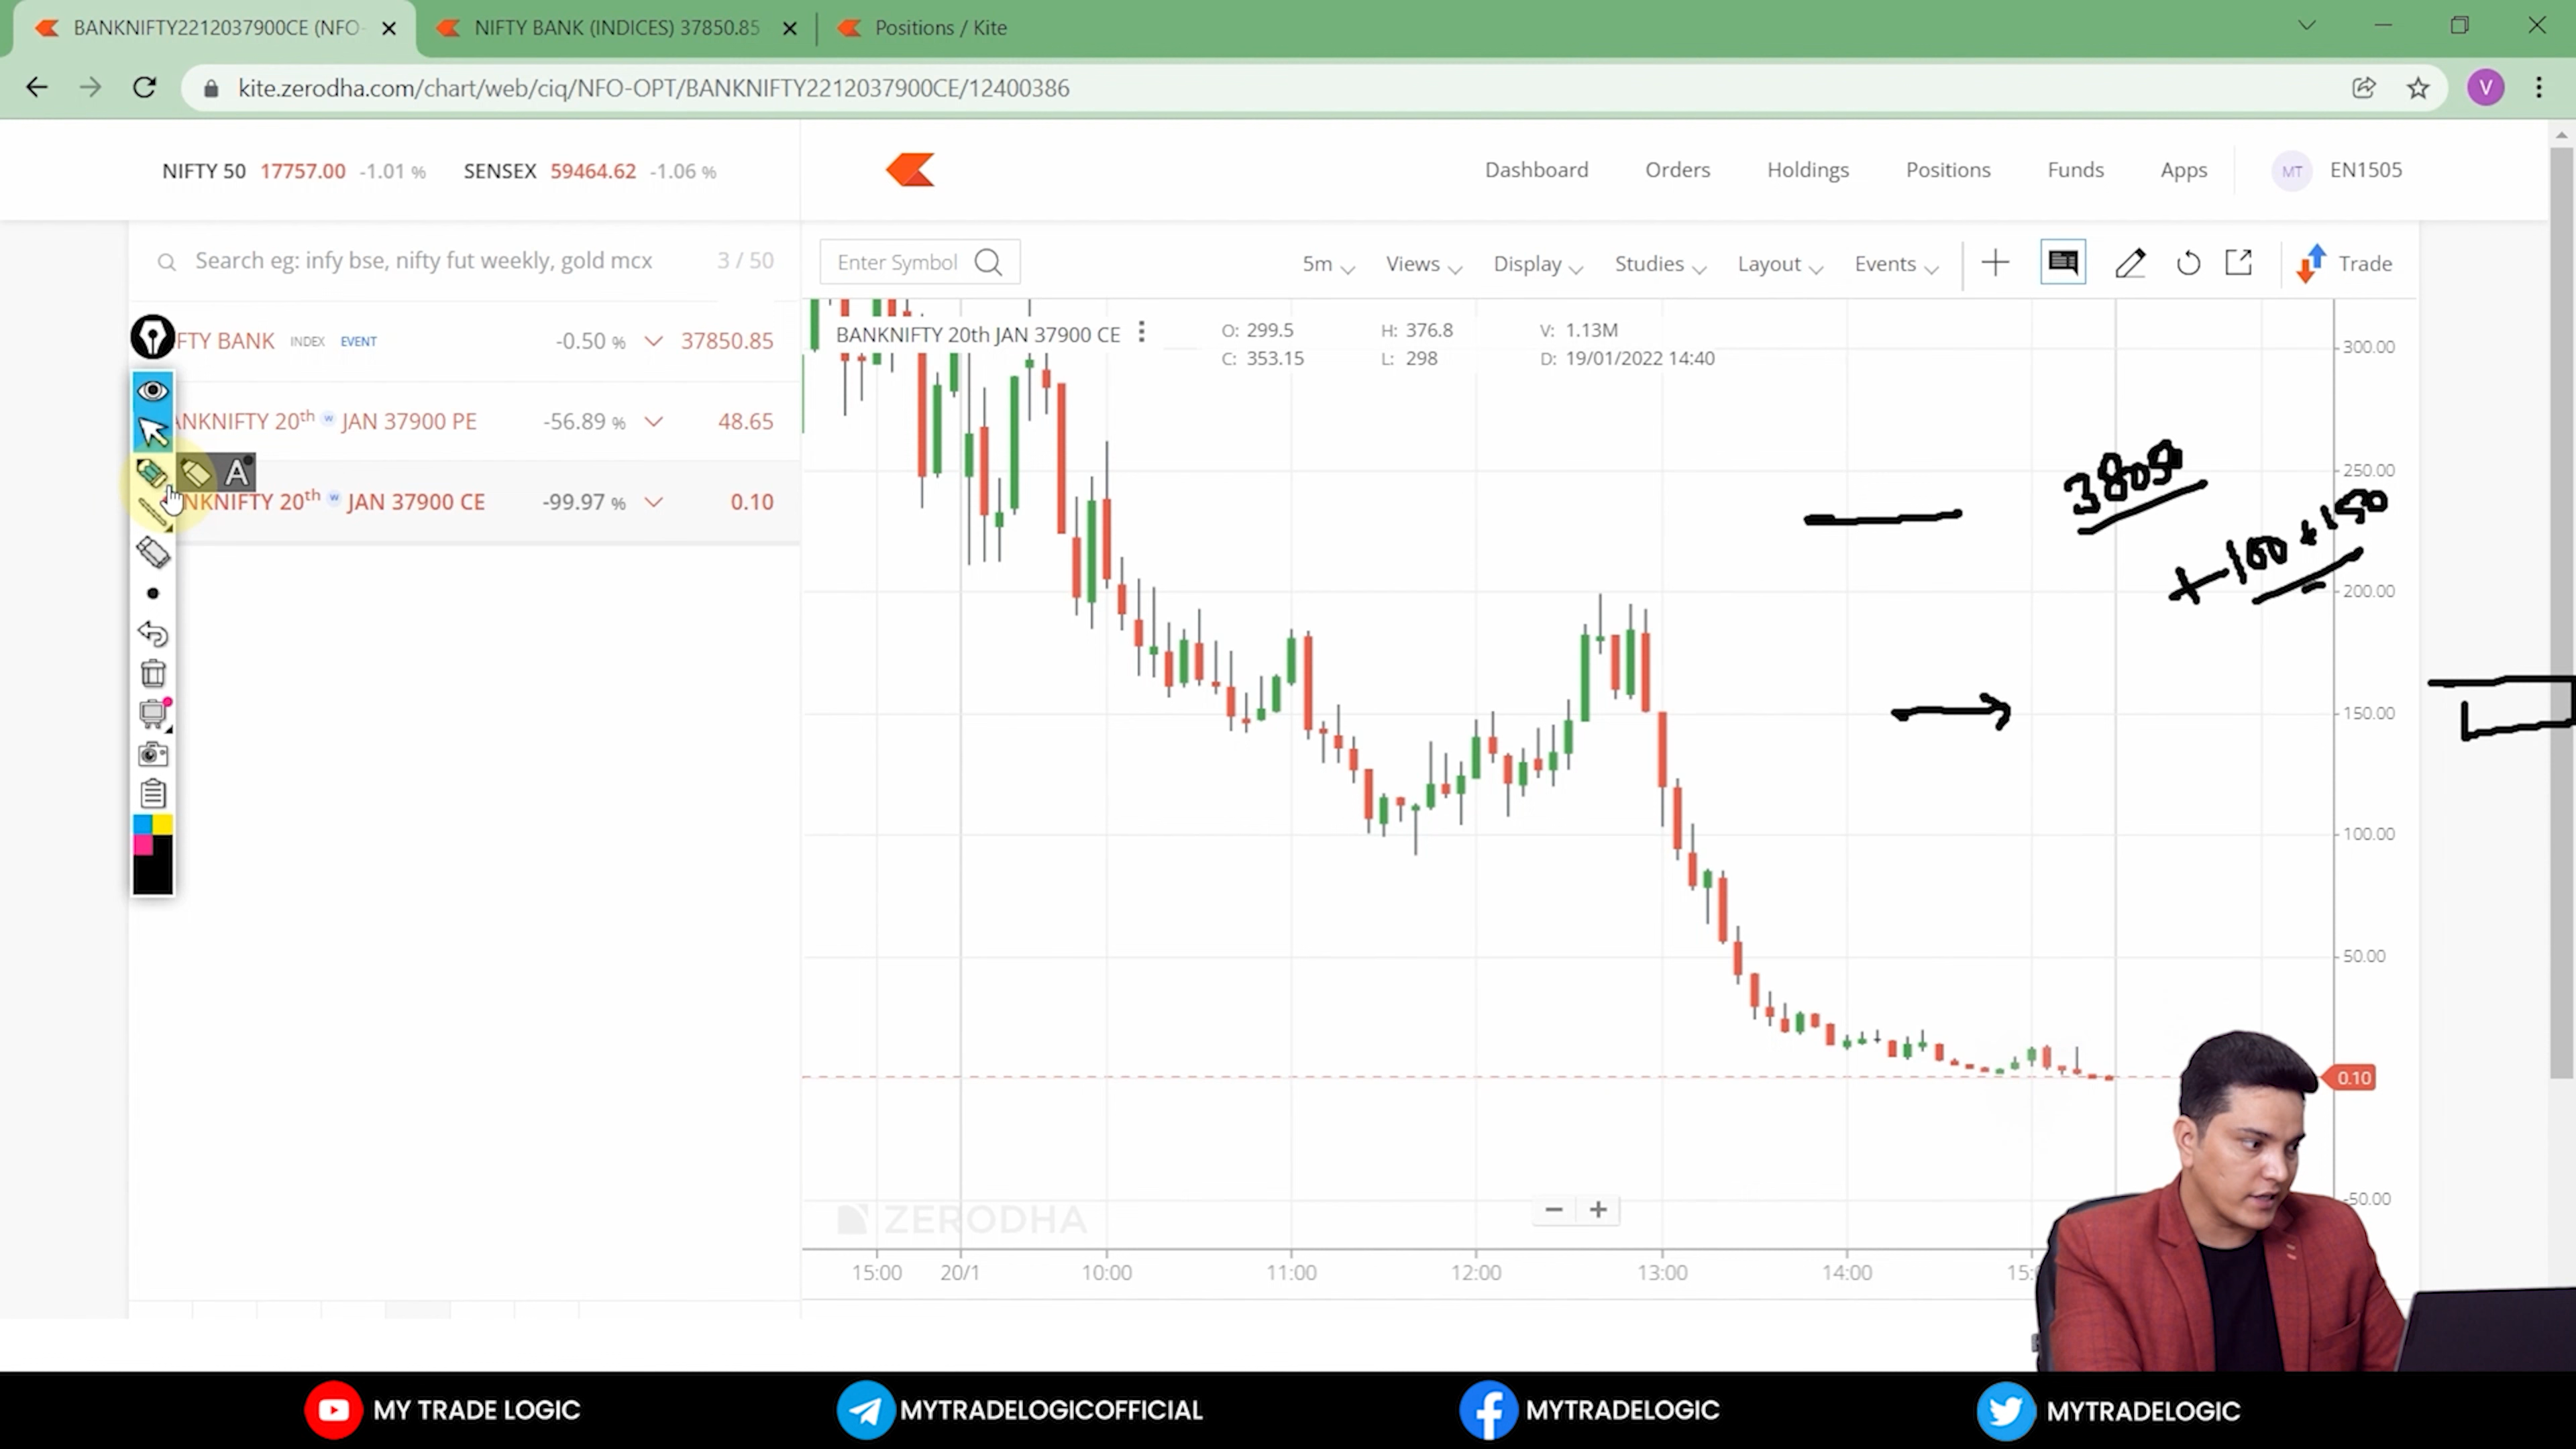 BANKNIFTY2212037900CE (NFO-
NIFTY BANK (INDICES) 37850.85
Positions / Kite
kite.zerodha.com/chart/web/ciq/NFO-OPT/BANKNIFTY2212037900CE/12400386
V
NIFTY 50 17757.00 -1.01 % SENSEX 59464.62 -1.06 %
Dashboard Orders Holdings Positions Funds Apps MT EN1505
Search eg: infy bse, nifty fut weekly, gold mcx 3 / 50
Enter Symbol
5m Views Display Studies Layout Events Trade
FTY BANK INDEX EVENT -0.50 % 37850.85
ANKNIFTY 20th w JAN 37900 PE -56.89 % 48.65
A
NKNIFTY 20th w JAN 37900 CE -99.97 % 0.10
BANKNIFTY 20th JAN 37900 CE
O: 299.5 H: 376.8 V: 1.13M
C: 353.15 L: 298 D: 19/01/2022 14:40
300.00
250.00
200.00
150.00
100.00
50.00
0.10
-50.00
+100
ZERODHA
15:00 20/1 10:00 11:00 12:00 13:00 14:00
MY TRADE LOGIC
MYTRADELOGICOFFICIAL
MYTRADELOGIC
MYTRADELOGIC